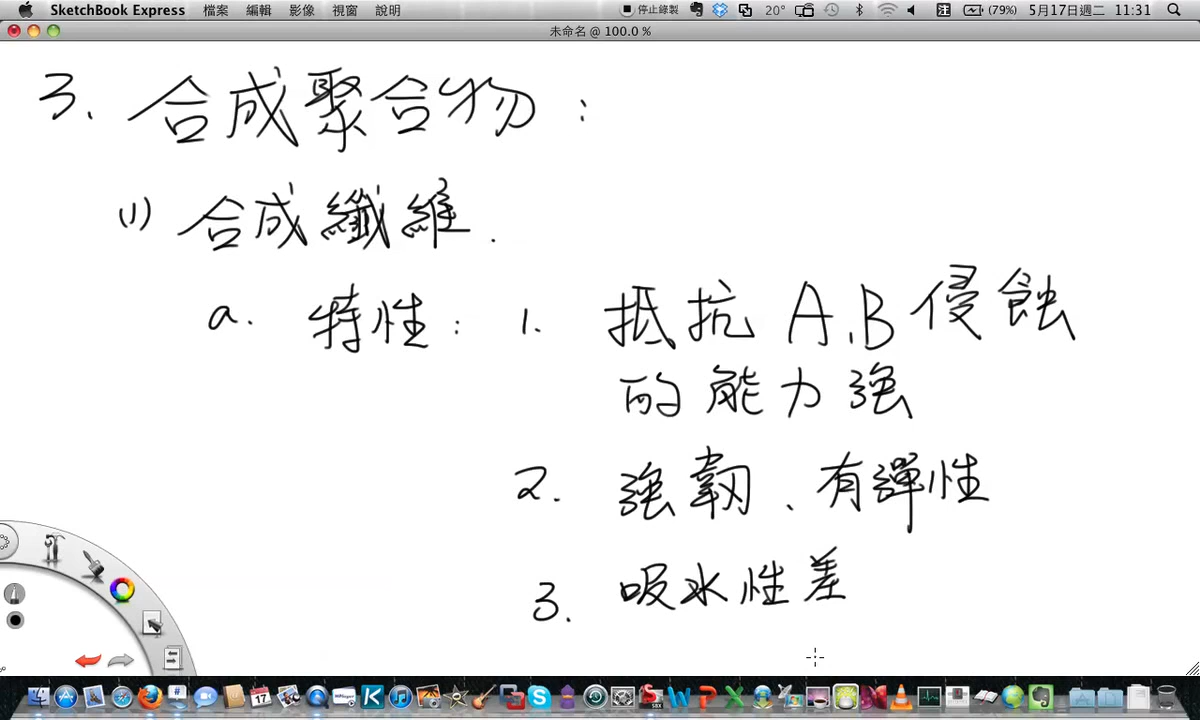 SketchBook Express 檔案 編輯 影像 視窗 說明 停止錄製 20° 注 (79%) 5月17日週二 11:31
未命名 @ 100.0 %
3. 合成聚合物:
(1) 合成纖維.
a. 特性: 1. 抵抗 A.B 侵蝕
的能力強
2. 強韌、有彈性
3. 吸水性差
17